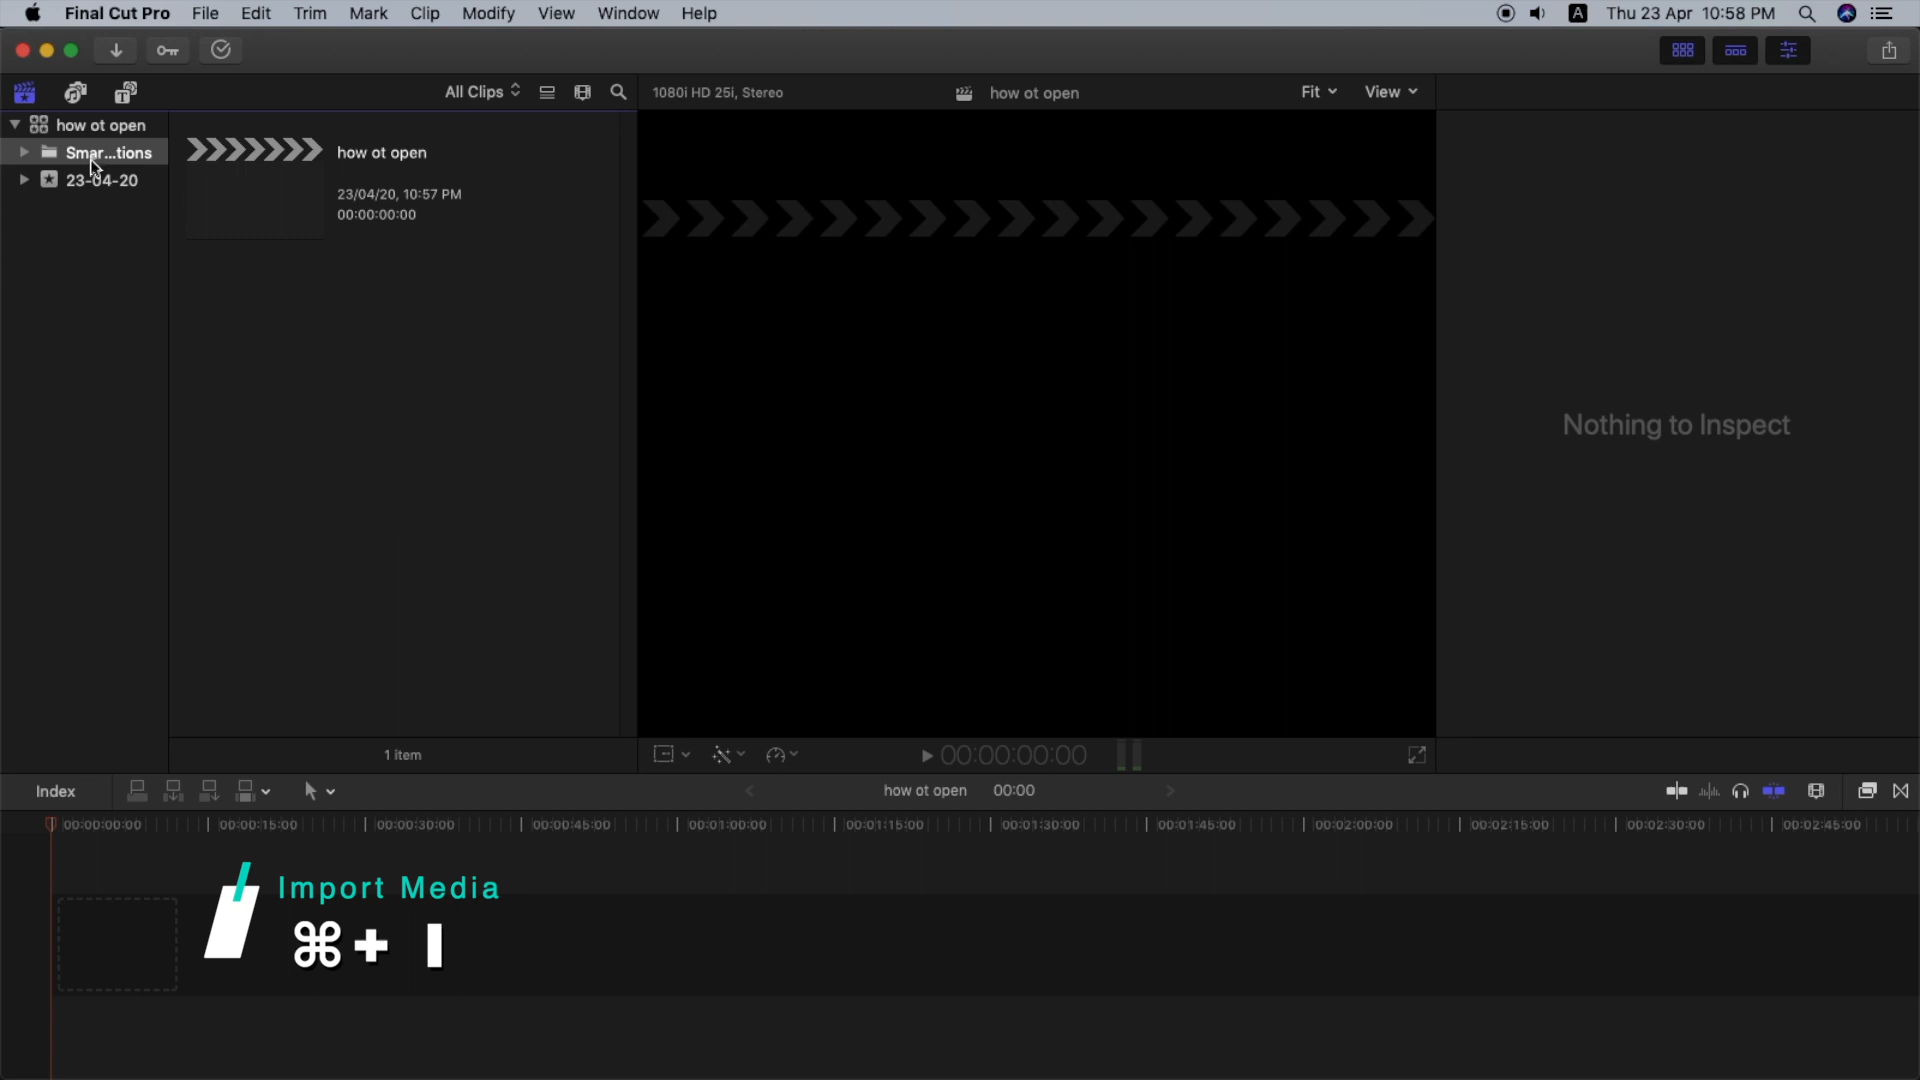 Final Cut Pro File Edit Trim Mark Clip Modify View Window Help
A Thu 23 Apr 10:58 PM
All Clips
1080i HD 25i, Stereo
how ot open
Fit
View
how ot open
Smar...tions
23-04-20
how ot open
23/04/20, 10:57 PM
00:00:00:00
Nothing to Inspect
1 item
00:00:00:00
Index
how ot open 00:00
00:00:00:00 00:00:15:00 00:00:30:00 00:00:45:00 00:01:00:00 00:01:15:00 00:01:30:00 00:01:45:00 00:02:00:00 00:02:15:00 00:02:30:00 00:02:45:00
Import Media
⌘+ I